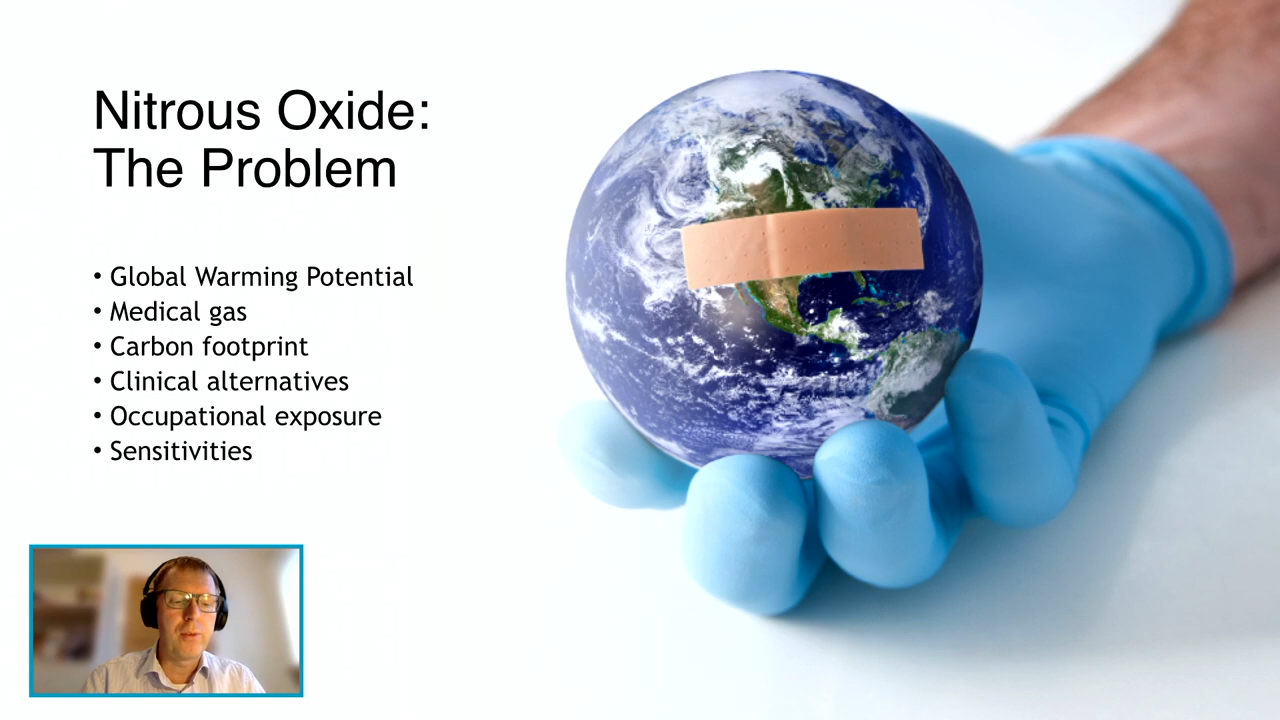 Nitrous Oxide:
The Problem
• Global Warming Potential
• Medical gas
• Carbon footprint
• Clinical alternatives
• Occupational exposure
• Sensitivities